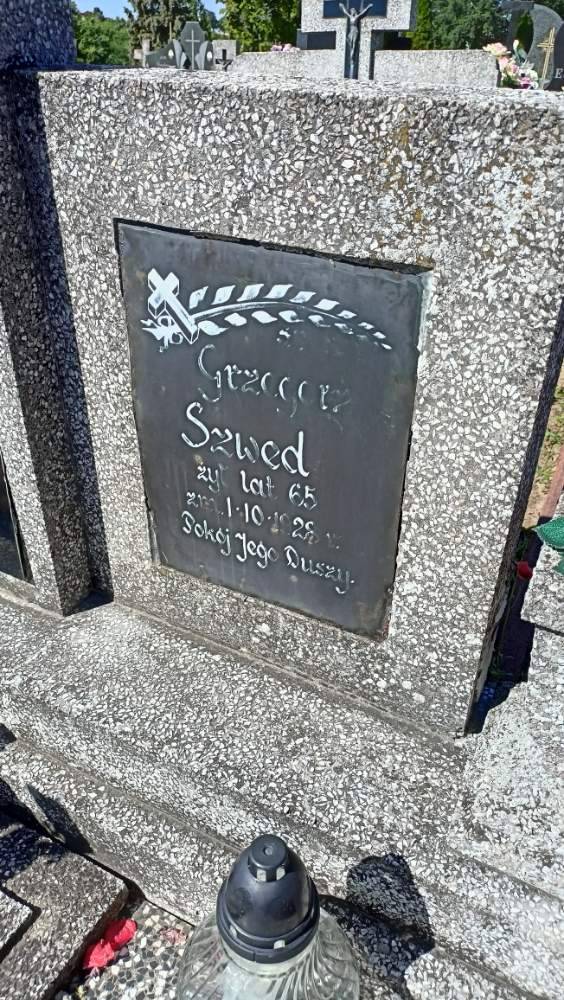 Grzegorz
Szwed
żył lat 65
zm. 1.10.1928 r.
Pokój Jego Duszy.